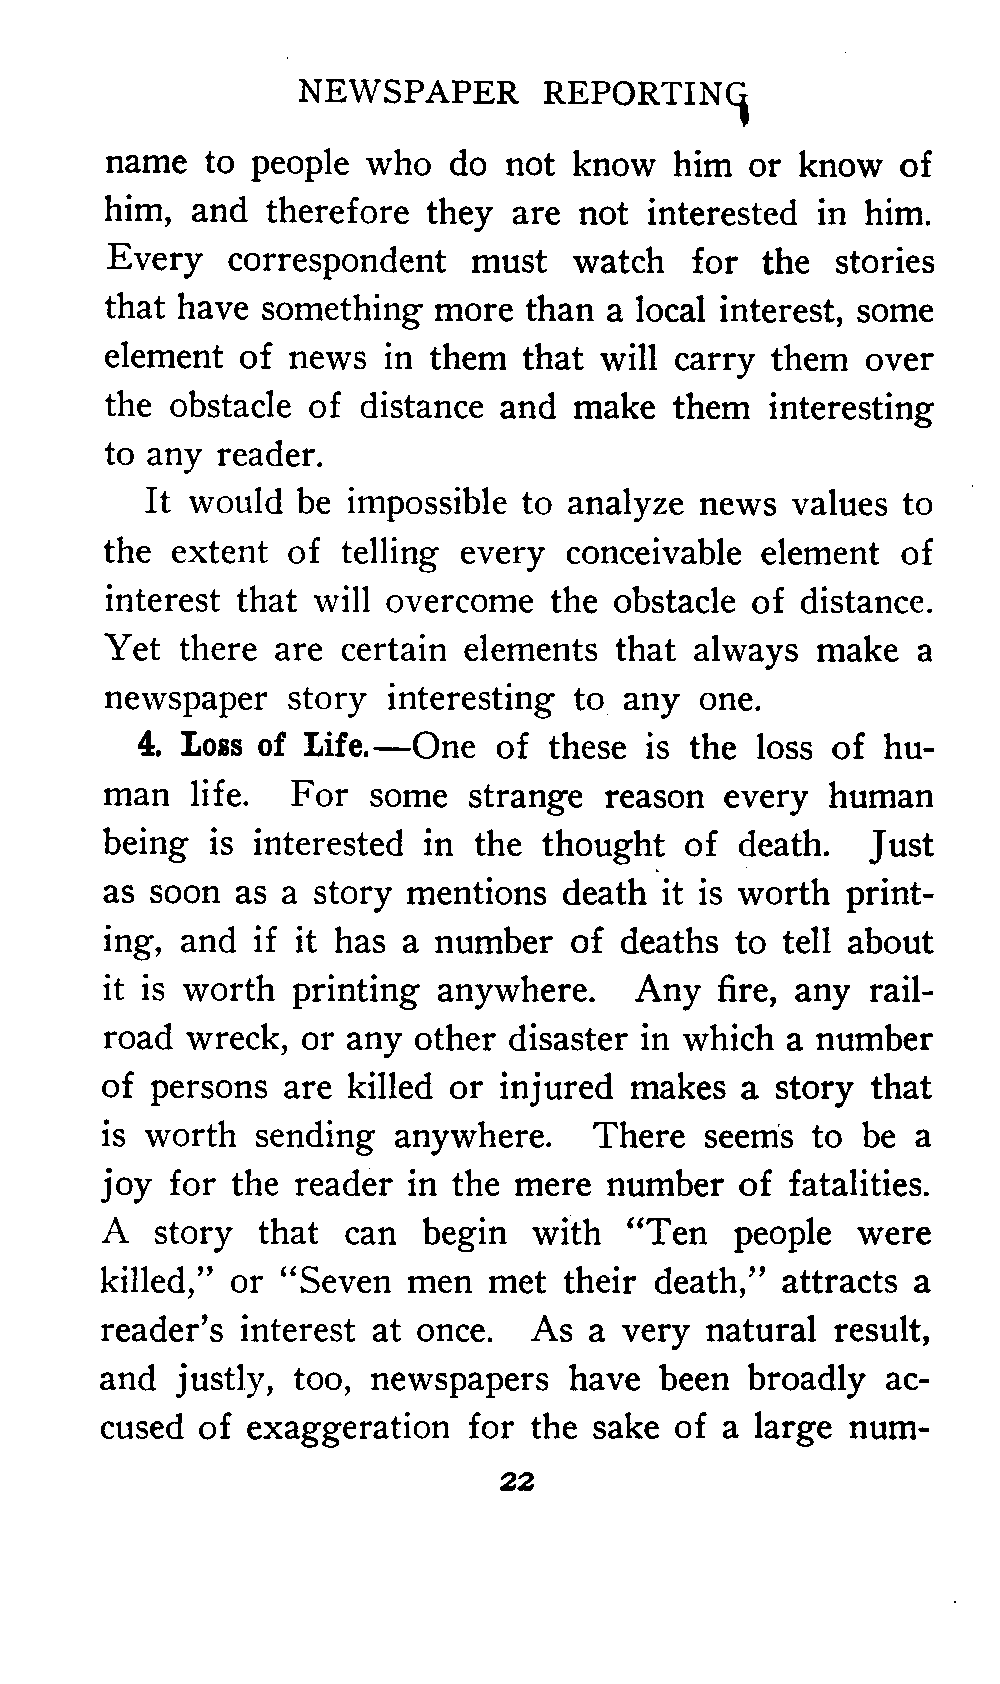 NEWSPAPER REPORTING
name to people who do not know him or know of
him, and therefore they are not interested in him.
Every correspondent must watch for the stories
that have something more than a local interest, some
element of news in them that will carry them over
the obstacle of distance and make them interesting
to any reader.
It would be impossible to analyze news values to
the extent of telling every conceivable element of
interest that will overcome the obstacle of distance.
Yet there are certain elements that always make a
newspaper story interesting to any one.
4. Loss of Life.—One of these is the loss of hu-
man life. For some strange reason every human
being is interested in the thought of death. Just
as soon as a story mentions death it is worth print-
ing, and if it has a number of deaths to tell about
it is worth printing anywhere. Any fire, any rail-
road wreck, or any other disaster in which a number
of persons are killed or injured makes a story that
is worth sending anywhere. There seems to be a
joy for the reader in the mere number of fatalities.
A story that can begin with “Ten people were
killed,” or “Seven men met their death,” attracts a
reader’s interest at once. As a very natural result,
and justly, too, newspapers have been broadly ac-
cused of exaggeration for the sake of a large num-
22